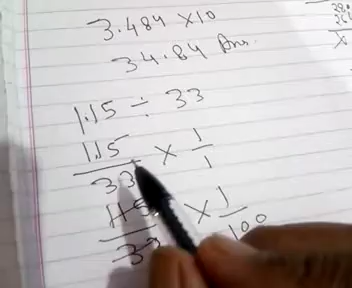 3.484 × 10
34.84 Ans.
1.15 ÷ 33
1.15/33 × 1/1
115/33 × 1/100